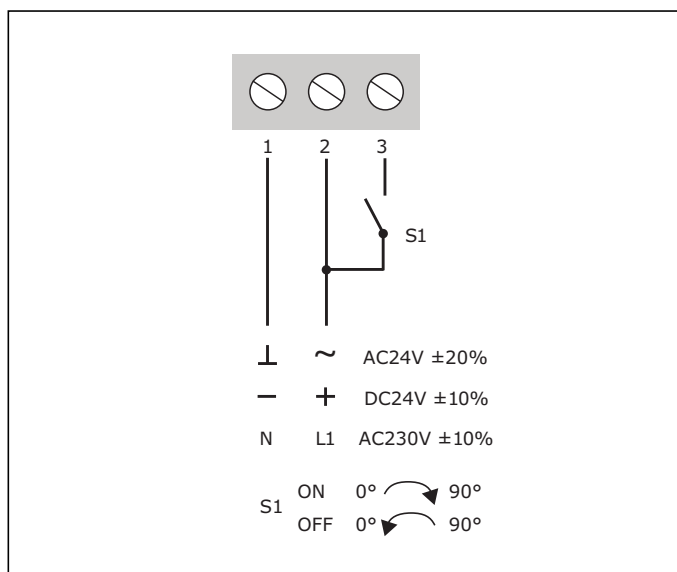 1 2 3
S1
⊥ ~ AC24V ±20%
− + DC24V ±10%
N L1 AC230V ±10%
S1
ON 0° 90°
OFF 0° 90°